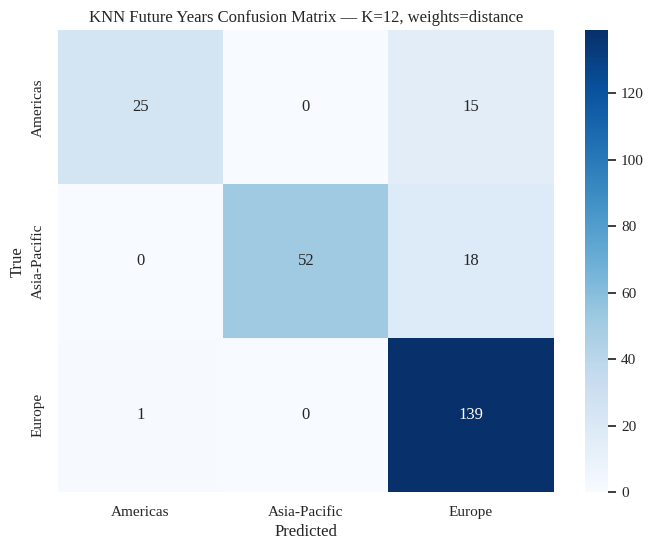 KNN Future Years Confusion Matrix — K=12, weights=distance
True
Americas
25 0 15
Asia-Pacific
0 52 18
Europe
1 0 139
Americas Asia-Pacific Europe
Predicted
120
100
80
60
40
20
0